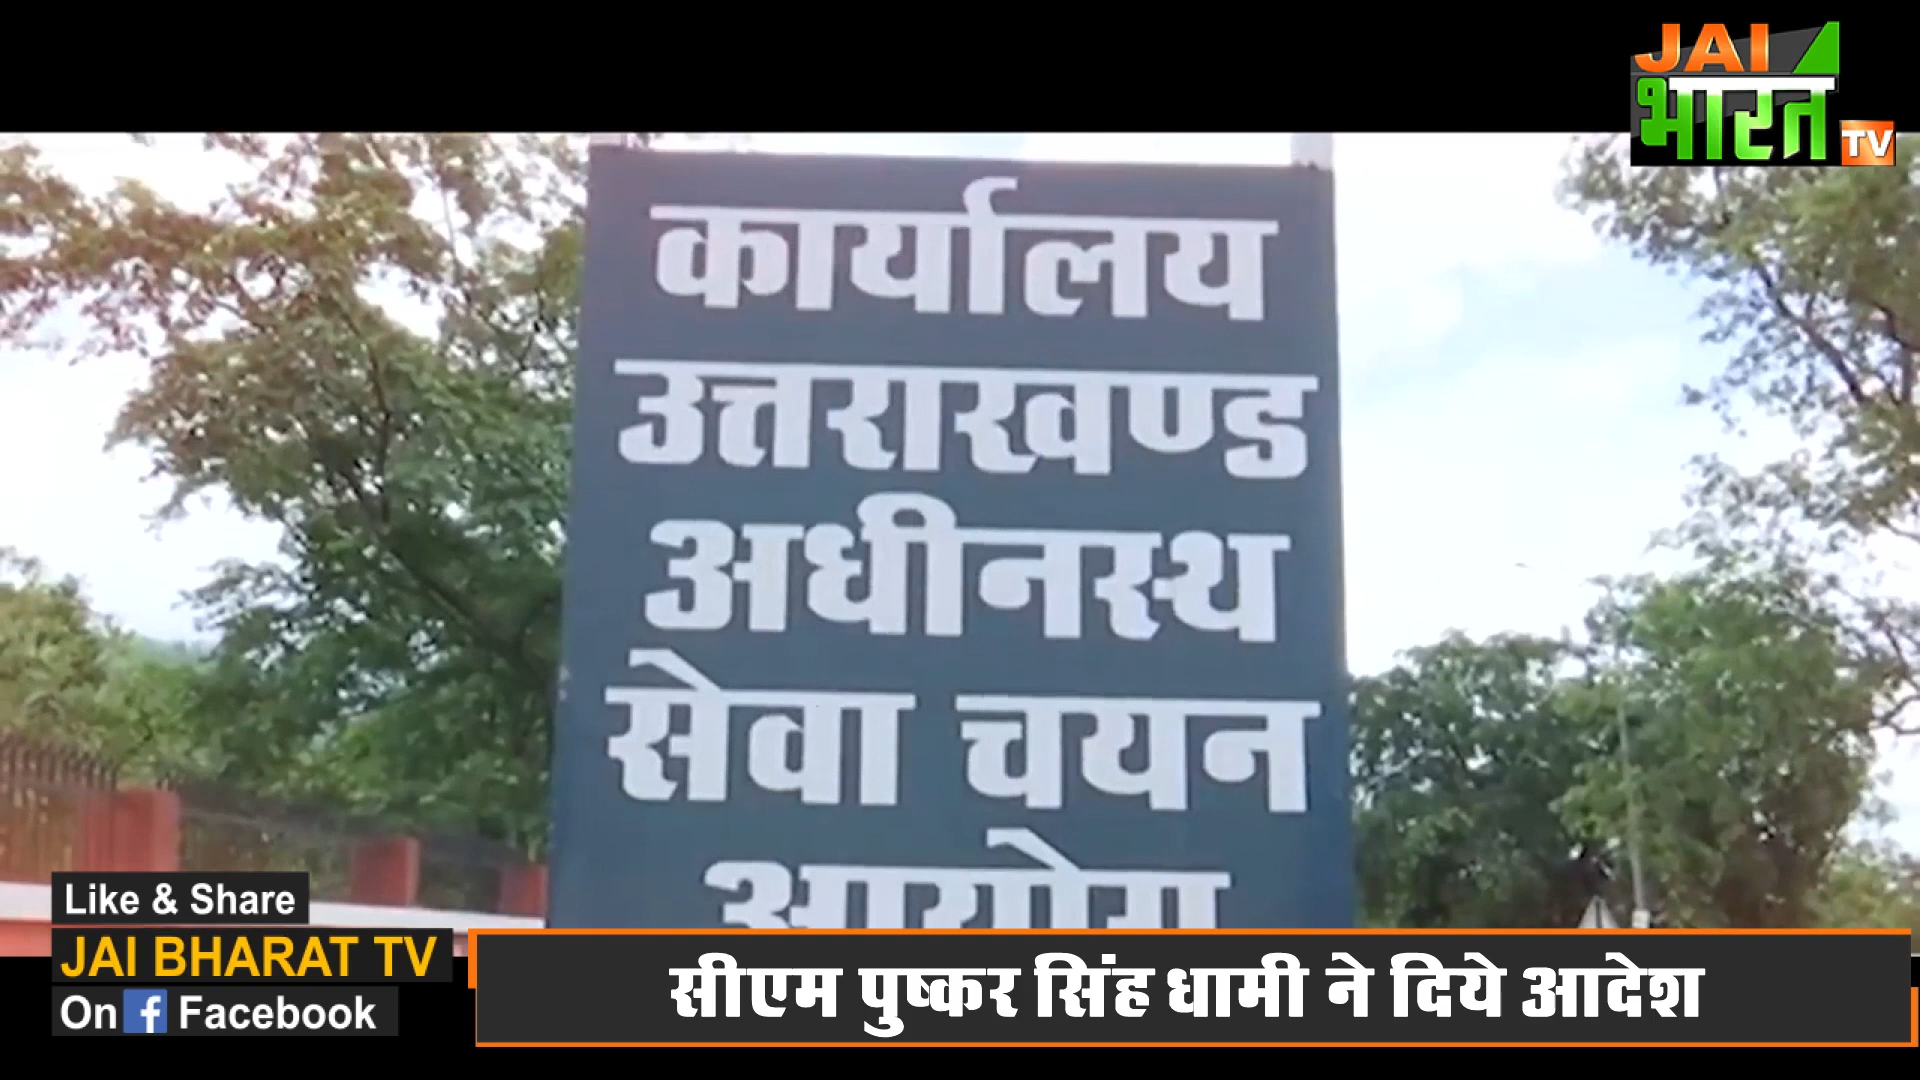 JAI
भारत
TV
कार्यालय
उत्तराखण्ड
अधीनस्थ
सेवा चयन
आयोग
Like & Share
JAI BHARAT TV
On f Facebook
सीएम पुष्कर सिंह धामी ने दिये आदेश